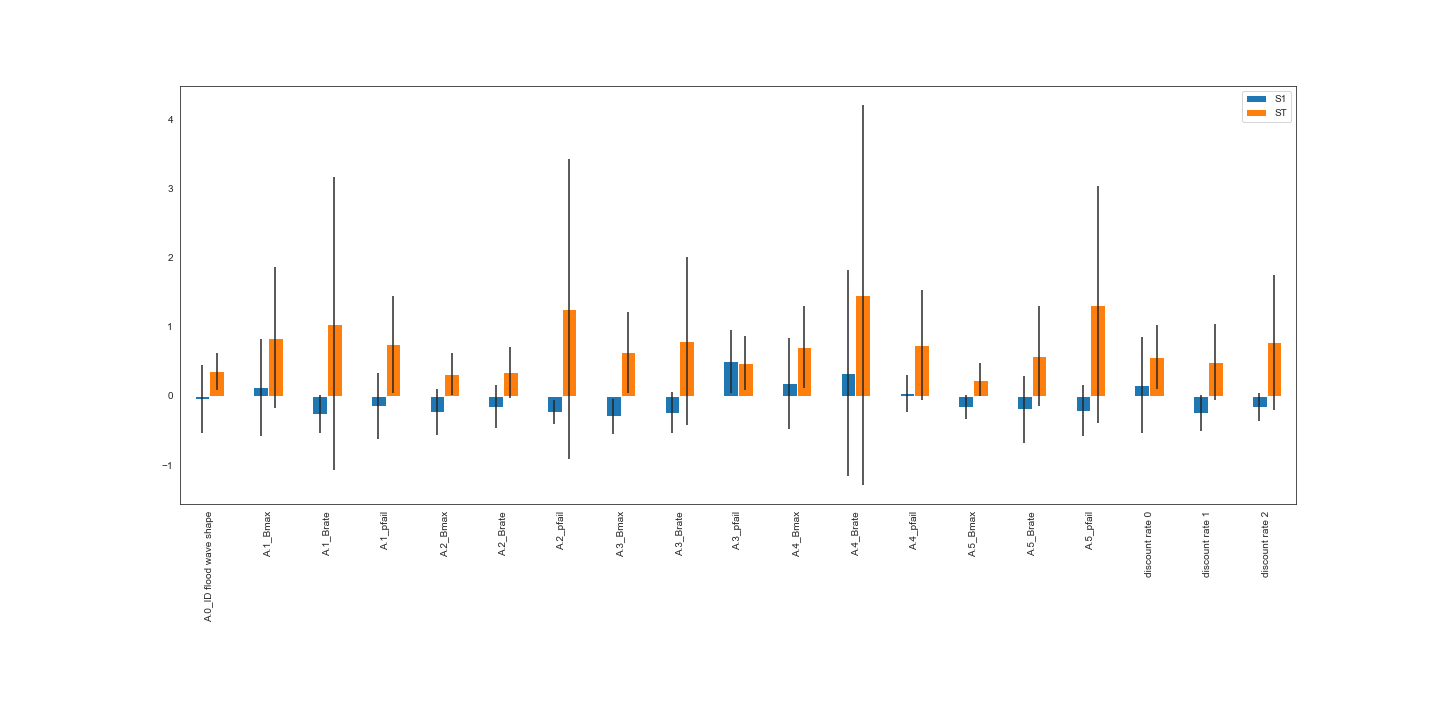 S1
ST
4
3
2
1
0
−1
A.0_ID flood wave shape
A.1_Bmax
A.1_Brate
A.1_pfail
A.2_Bmax
A.2_Brate
A.2_pfail
A.3_Bmax
A.3_Brate
A.3_pfail
A.4_Bmax
A.4_Brate
A.4_pfail
A.5_Bmax
A.5_Brate
A.5_pfail
discount rate 0
discount rate 1
discount rate 2